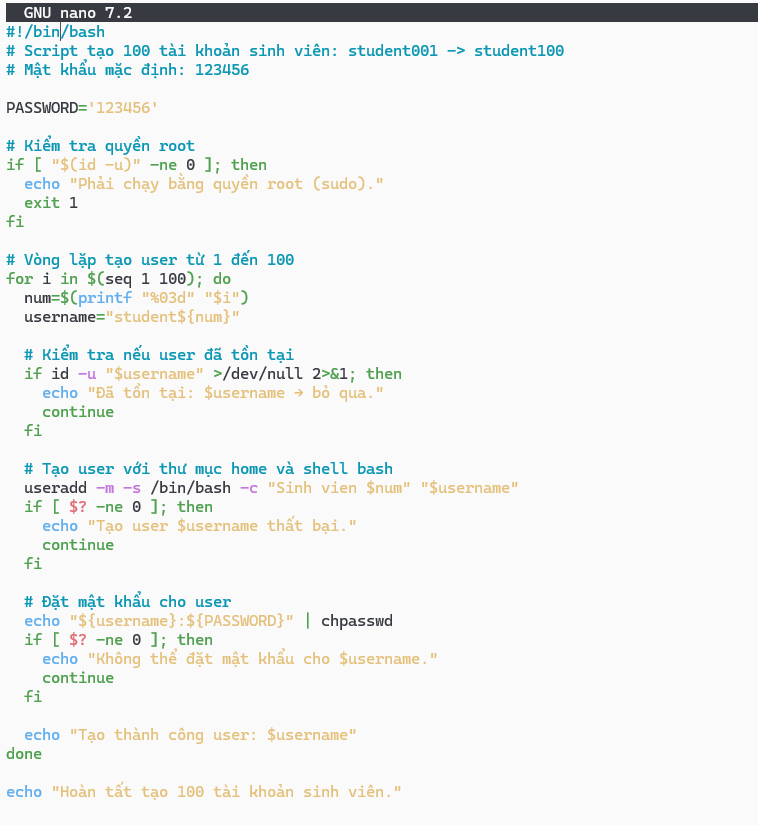 GNU nano 7.2
#!/bin/bash
# Script tạo 100 tài khoản sinh viên: student001 -> student100
# Mật khẩu mặc định: 123456
PASSWORD='123456'
# Kiểm tra quyền root
if [ "$(id -u)" -ne 0 ]; then
  echo "Phải chạy bằng quyền root (sudo)."
  exit 1
fi
# Vòng lặp tạo user từ 1 đến 100
for i in $(seq 1 100); do
  num=$(printf "%03d" "$i")
  username="student${num}"
  # Kiểm tra nếu user đã tồn tại
  if id -u "$username" >/dev/null 2>&1; then
    echo "Đã tồn tại: $username → bỏ qua."
    continue
  fi
  # Tạo user với thư mục home và shell bash
  useradd -m -s /bin/bash -c "Sinh vien $num" "$username"
  if [ $? -ne 0 ]; then
    echo "Tạo user $username thất bại."
    continue
  fi
  # Đặt mật khẩu cho user
  echo "${username}:${PASSWORD}" | chpasswd
  if [ $? -ne 0 ]; then
    echo "Không thể đặt mật khẩu cho $username."
    continue
  fi
  echo "Tạo thành công user: $username"
done
echo "Hoàn tất tạo 100 tài khoản sinh viên."